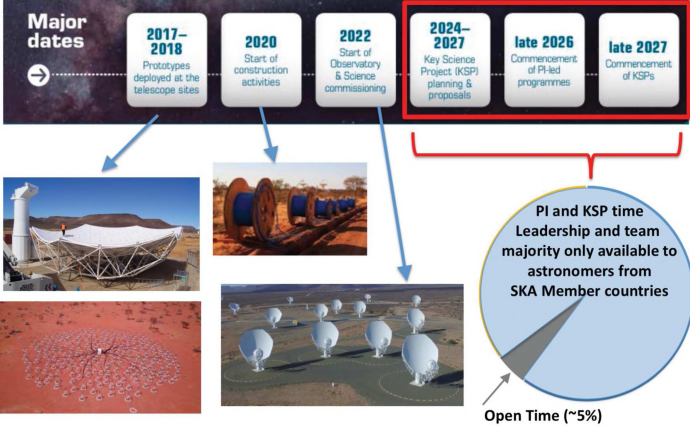 Major
dates
2017–
2018
Prototypes
deployed at the
telescope sites
2020
Start of
construction
activities
2022
Start of
Observatory
& Science
commissioning
2024–
2027
Key Science
Project (KSP)
planning &
proposals
late 2026
Commencement
of PI-led
programmes
late 2027
Commencement
of KSPs
PI and KSP time
Leadership and team
majority only available to
astronomers from
SKA Member countries
Open Time (~5%)